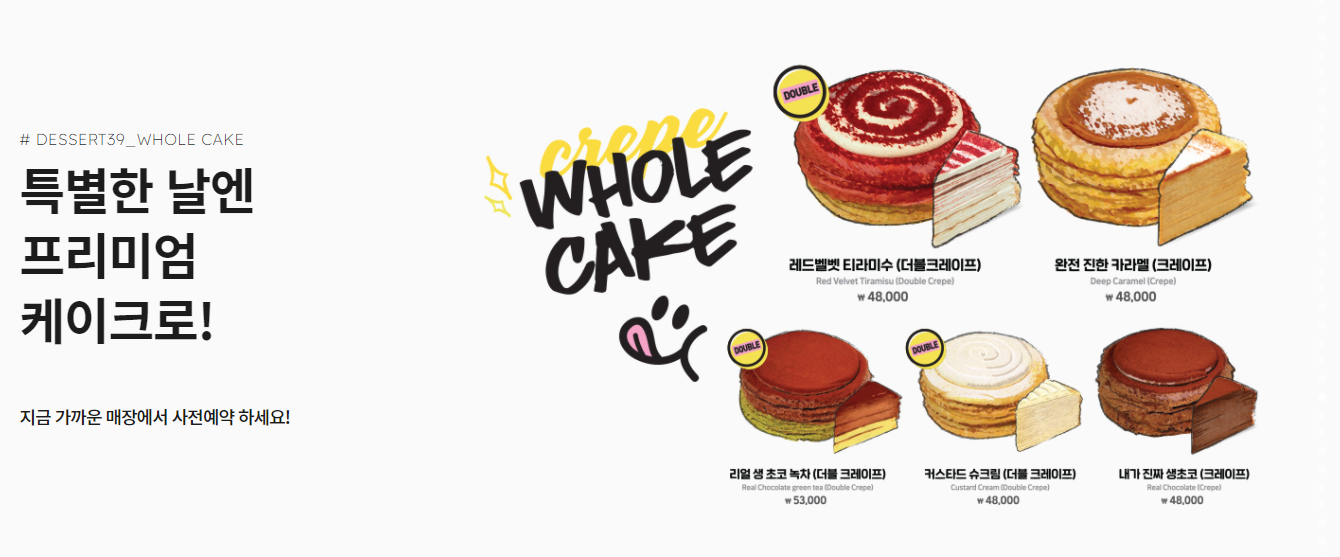 # DESSERT39_WHOLE CAKE
특별한 날엔
프리미엄
케이크로!
지금 가까운 매장에서 사전예약 하세요!
crepe
WHOLE
CAKE
DOUBLE
레드벨벳 티라미수 (더블크레이프)
Red Velvet Tiramisu (Double Crepe)
₩ 48,000
완전 진한 카라멜 (크레이프)
Deep Caramel (Crepe)
₩ 48,000
DOUBLE
리얼 생 초코 녹차 (더블 크레이프)
Real Chocolate green tea (Double Crepe)
₩ 53,000
DOUBLE
커스타드 슈크림 (더블 크레이프)
Custard Cream (Double Crepe)
₩ 48,000
내가 진짜 생초코 (크레이프)
Real Chocolate (Crepe)
₩ 48,000